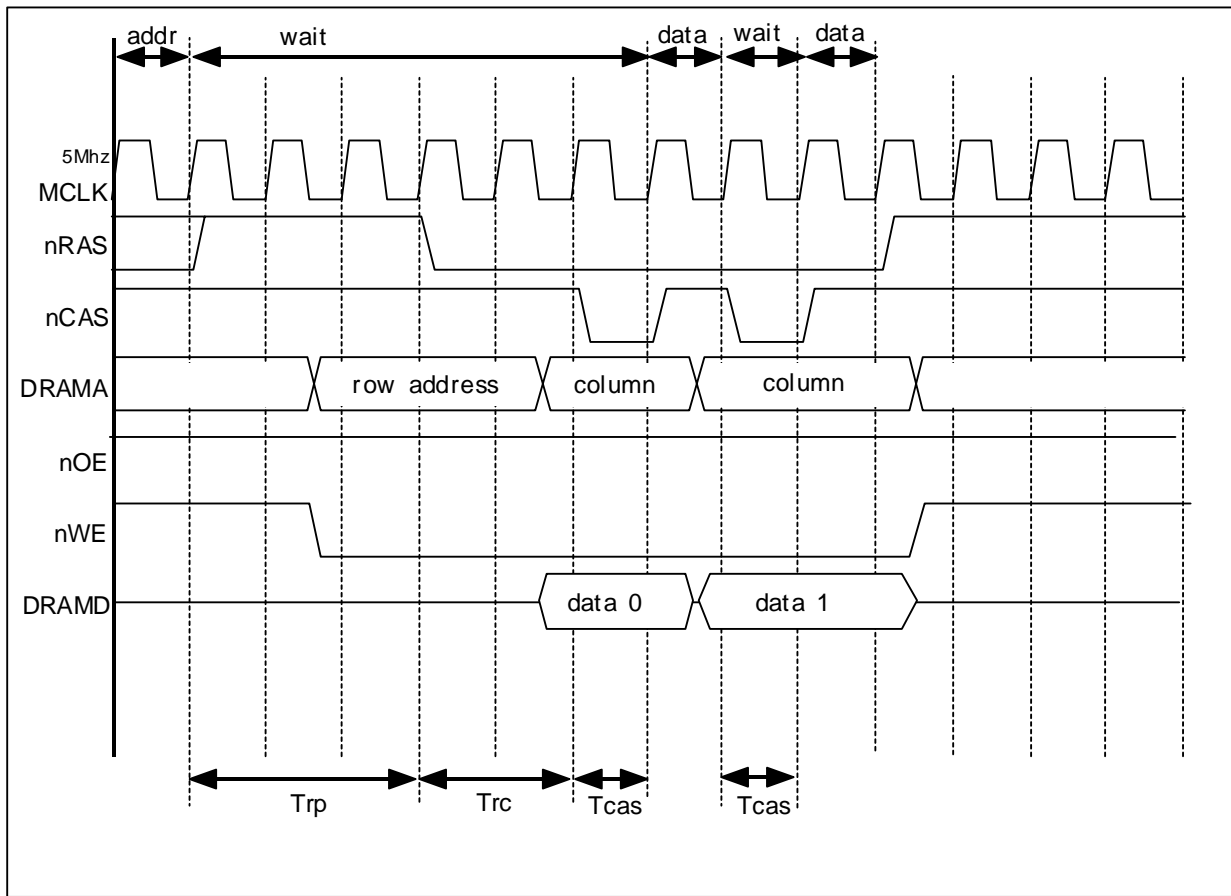 addr wait data wait data
5Mhz
MCLK
nRAS
nCAS
DRAMA row address column column
nOE
nWE
DRAMD data 0 data 1
Trp Trc Tcas Tcas